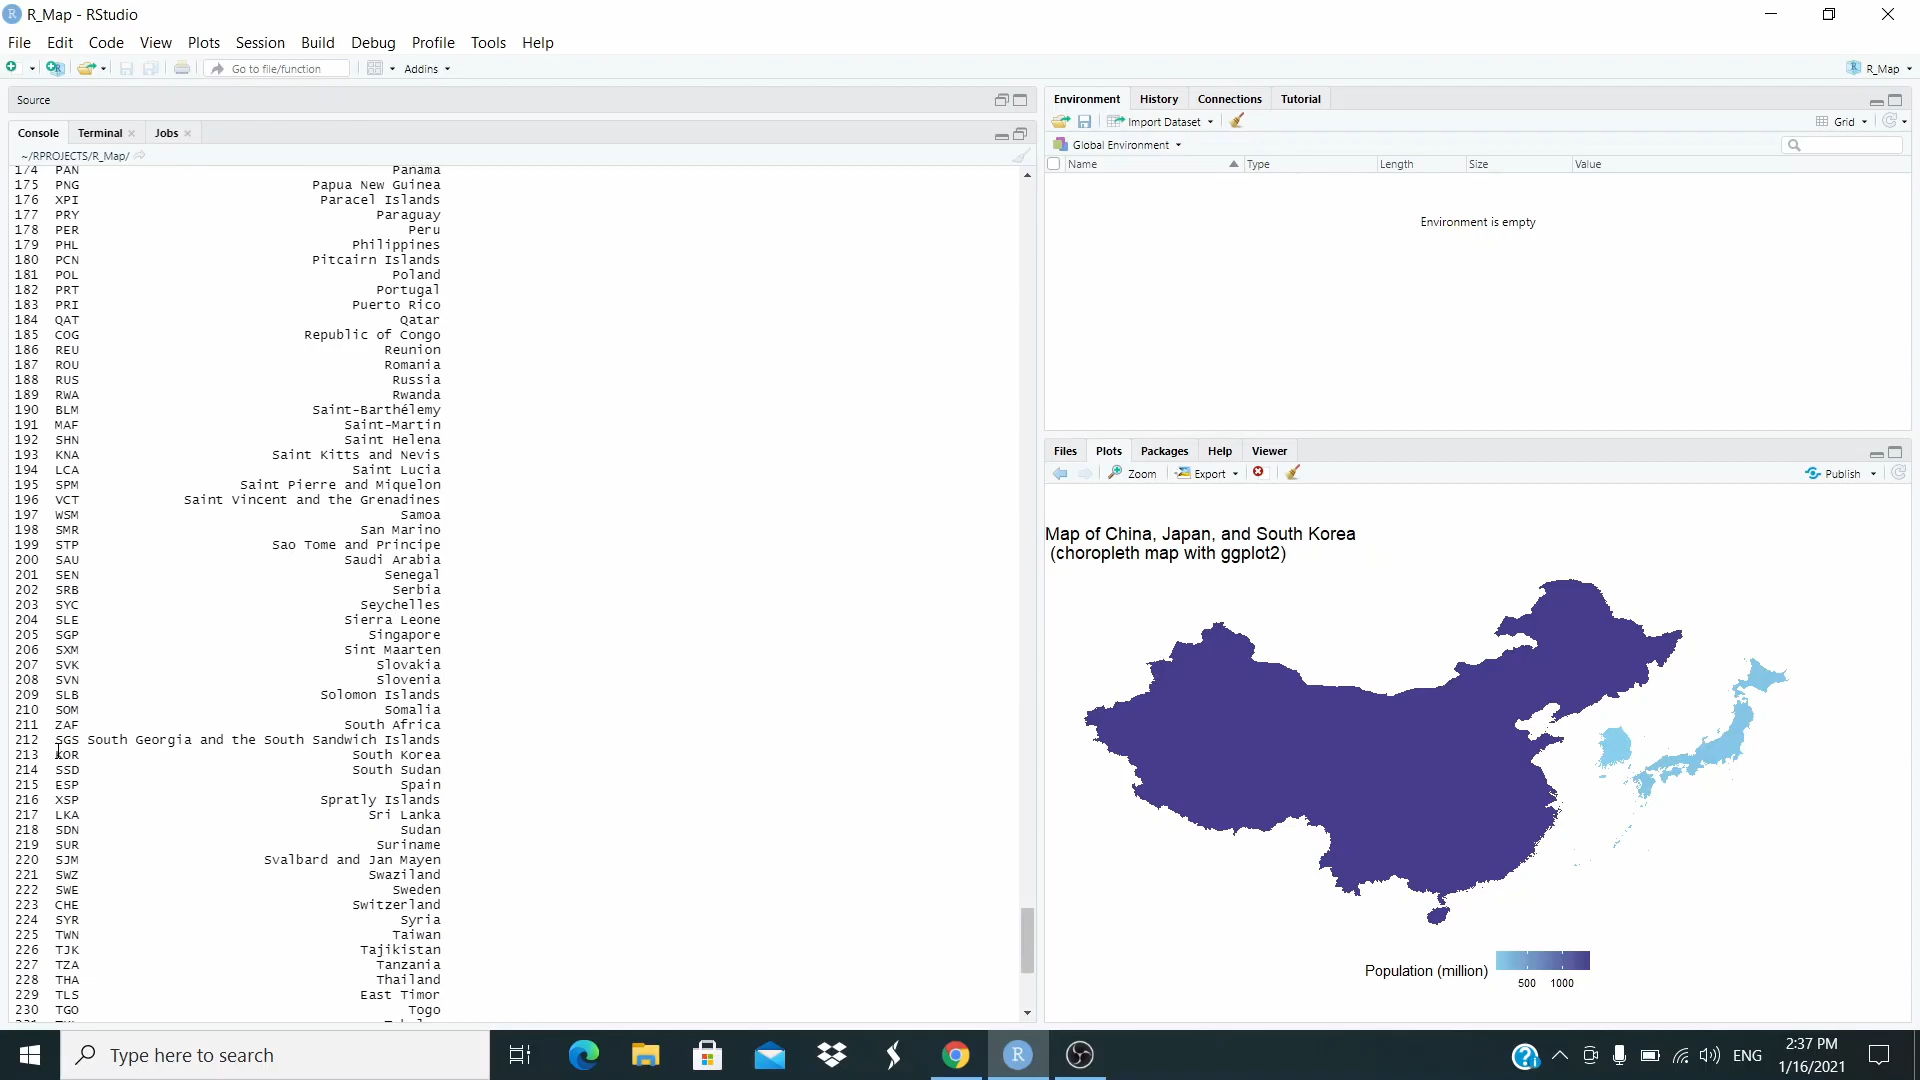 R_Map - RStudio
File Edit Code View Plots Session Build Debug Profile Tools Help
Go to file/function Addins R_Map
Source
Console Terminal Jobs
~/RPROJECTS/R_Map/
174 PAN Panama
175 PNG Papua New Guinea
176 XPI Paracel Islands
177 PRY Paraguay
178 PER Peru
179 PHL Philippines
180 PCN Pitcairn Islands
181 POL Poland
182 PRT Portugal
183 PRI Puerto Rico
184 QAT Qatar
185 COG Republic of Congo
186 REU Reunion
187 ROU Romania
188 RUS Russia
189 RWA Rwanda
190 BLM Saint-Barthélemy
191 MAF Saint-Martin
192 SHN Saint Helena
193 KNA Saint Kitts and Nevis
194 LCA Saint Lucia
195 SPM Saint Pierre and Miquelon
196 VCT Saint Vincent and the Grenadines
197 WSM Samoa
198 SMR San Marino
199 STP Sao Tome and Principe
200 SAU Saudi Arabia
201 SEN Senegal
202 SRB Serbia
203 SYC Seychelles
204 SLE Sierra Leone
205 SGP Singapore
206 SXM Sint Maarten
207 SVK Slovakia
208 SVN Slovenia
209 SLB Solomon Islands
210 SOM Somalia
211 ZAF South Africa
212 SGS South Georgia and the South Sandwich Islands
213 KOR South Korea
214 SSD South Sudan
215 ESP Spain
216 XSP Spratly Islands
217 LKA Sri Lanka
218 SDN Sudan
219 SUR Suriname
220 SJM Svalbard and Jan Mayen
221 SWZ Swaziland
222 SWE Sweden
223 CHE Switzerland
224 SYR Syria
225 TWN Taiwan
226 TJK Tajikistan
227 TZA Tanzania
228 THA Thailand
229 TLS East Timor
230 TGO Togo
Environment History Connections Tutorial
Import Dataset Grid
Global Environment
Name Type Length Size Value
Environment is empty
Files Plots Packages Help Viewer
Zoom Export Publish
Map of China, Japan, and South Korea
(choropleth map with ggplot2)
Population (million)
500 1000
Type here to search
ENG
2:37 PM
1/16/2021